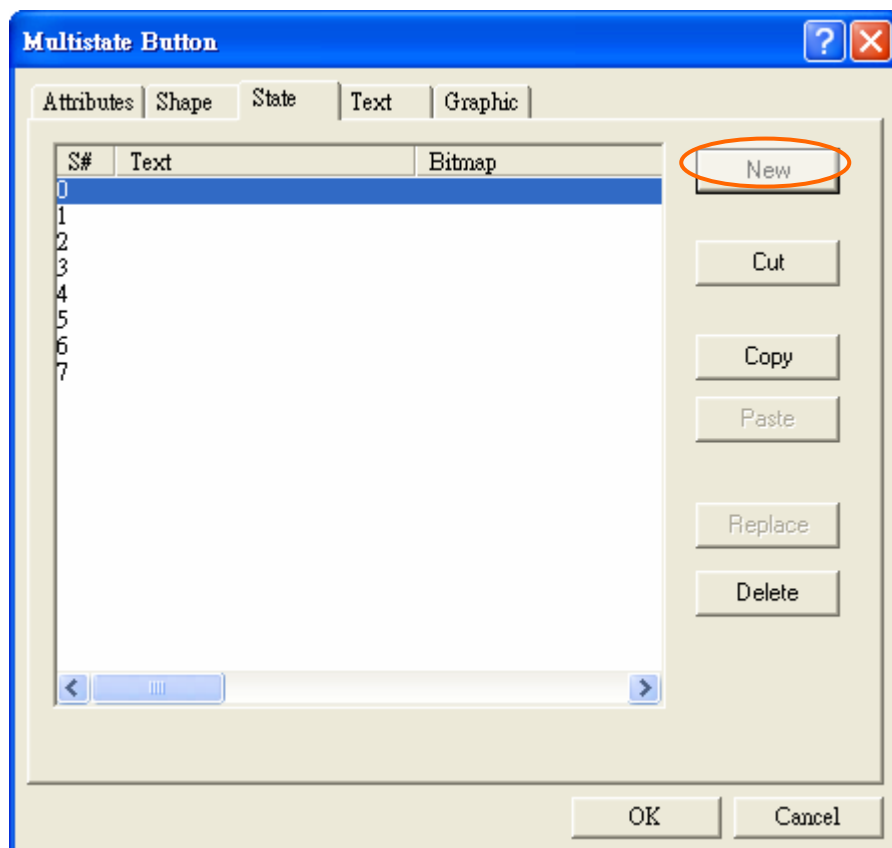 Multistate Button
Attributes Shape State Text Graphic
S# Text Bitmap
New
0
1
2
Cut
3
4
5
6
Copy
7
Paste
Replace
Delete
OK Cancel